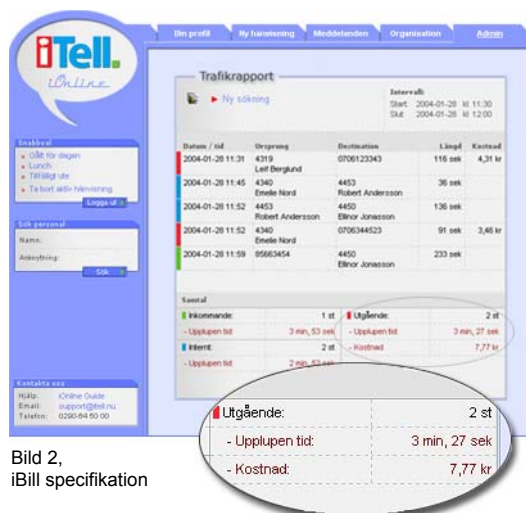 iTell.
iOnline
Din profil
Ny hänvisning
Meddelanden
Organisation
Admin
Trafikrapport
Ny sökning
Intervall:
Start: 2004-01-28 kl 11:30
Slut: 2004-01-28 kl 12:00
Snabbval
Gått för dagen
Lunch
Tillfälligt ute
Ta bort aktiv hänvisning
Logga ut
Sök personal
Namn:
Anknytning:
Sök
Datum / tid Ursprung Destination Längd Kostnad
2004-01-28 11:31 4319 0706123343 116 sek 4,31 kr
Leif Berglund
2004-01-28 11:45 4340 4453 36 sek
Emelie Nord Robert Andersson
2004-01-28 11:52 4453 4450 136 sek
Robert Andersson Ellinor Jonasson
2004-01-28 11:52 4340 0706344523 91 sek 3,46 kr
Emelie Nord
2004-01-28 11:59 85663454 4450 233 sek
Ellinor Jonasson
Samtal
Inkommande: 1 st Utgående: 2 st
- Upplupen tid: 3 min, 53 sek - Upplupen tid: 3 min, 27 sek
Internt: 2 st - Kostnad: 7,77 kr
- Upplupen tid: 2 min, 52 sek
Kontakta oss
Hjälp: iOnline Guide
Email: support@itell.nu
Telefon: 0290-84 50 00
Utgående: 2 st
- Upplupen tid: 3 min, 27 sek
- Kostnad: 7,77 kr
Bild 2,
iBill specifikation